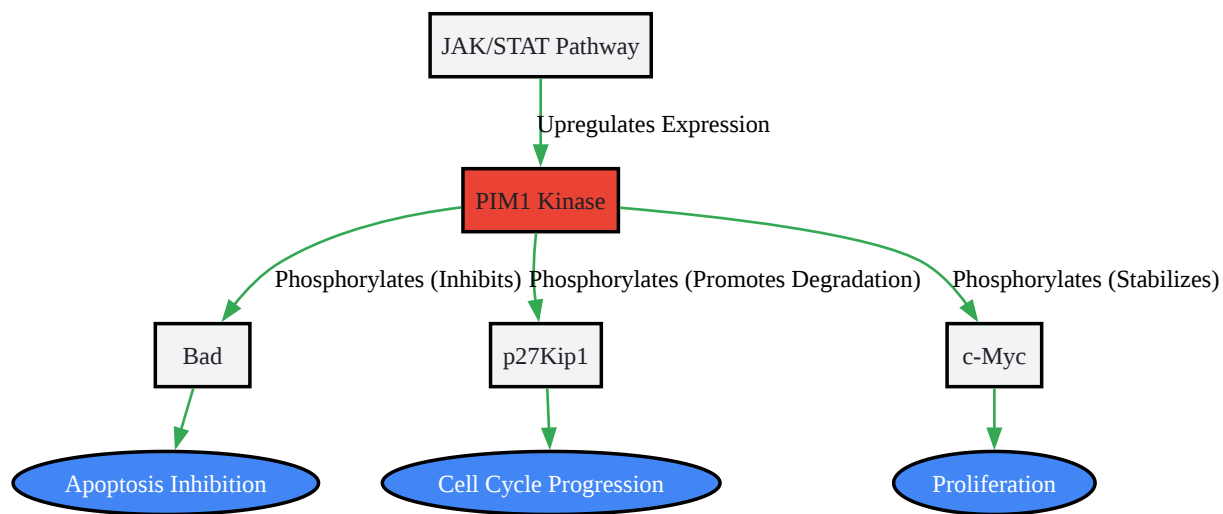 JAK/STAT Pathway
Upregulates Expression
PIM1 Kinase
Phosphorylates (Inhibits)
Phosphorylates (Promotes Degradation)
Phosphorylates (Stabilizes)
Bad
p27Kip1
c-Myc
Apoptosis Inhibition
Cell Cycle Progression
Proliferation